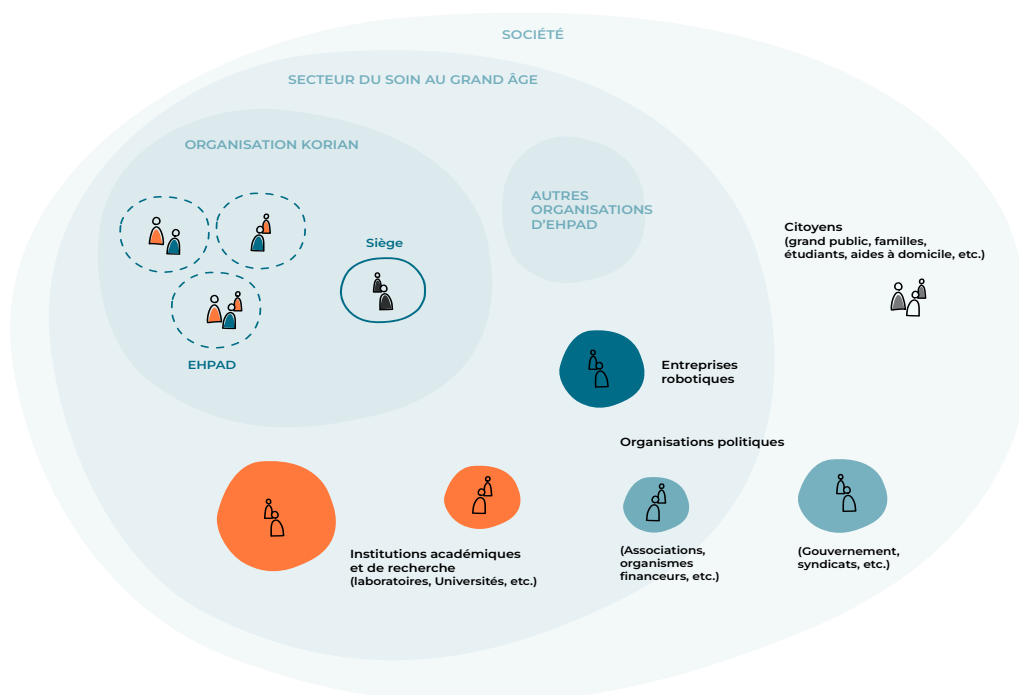 SOCIÉTÉ
SECTEUR DU SOIN AU GRAND ÂGE
ORGANISATION KORIAN
AUTRES
ORGANISATIONS
D'EHPAD
Citoyens
(grand public, familles,
étudiants, aides à domicile, etc.)
Siège
EHPAD
Entreprises
robotiques
Organisations politiques
Institutions académiques
et de recherche
(laboratoires, Universités, etc.)
(Associations,
organismes
financeurs, etc.)
(Gouvernement,
syndicats, etc.)